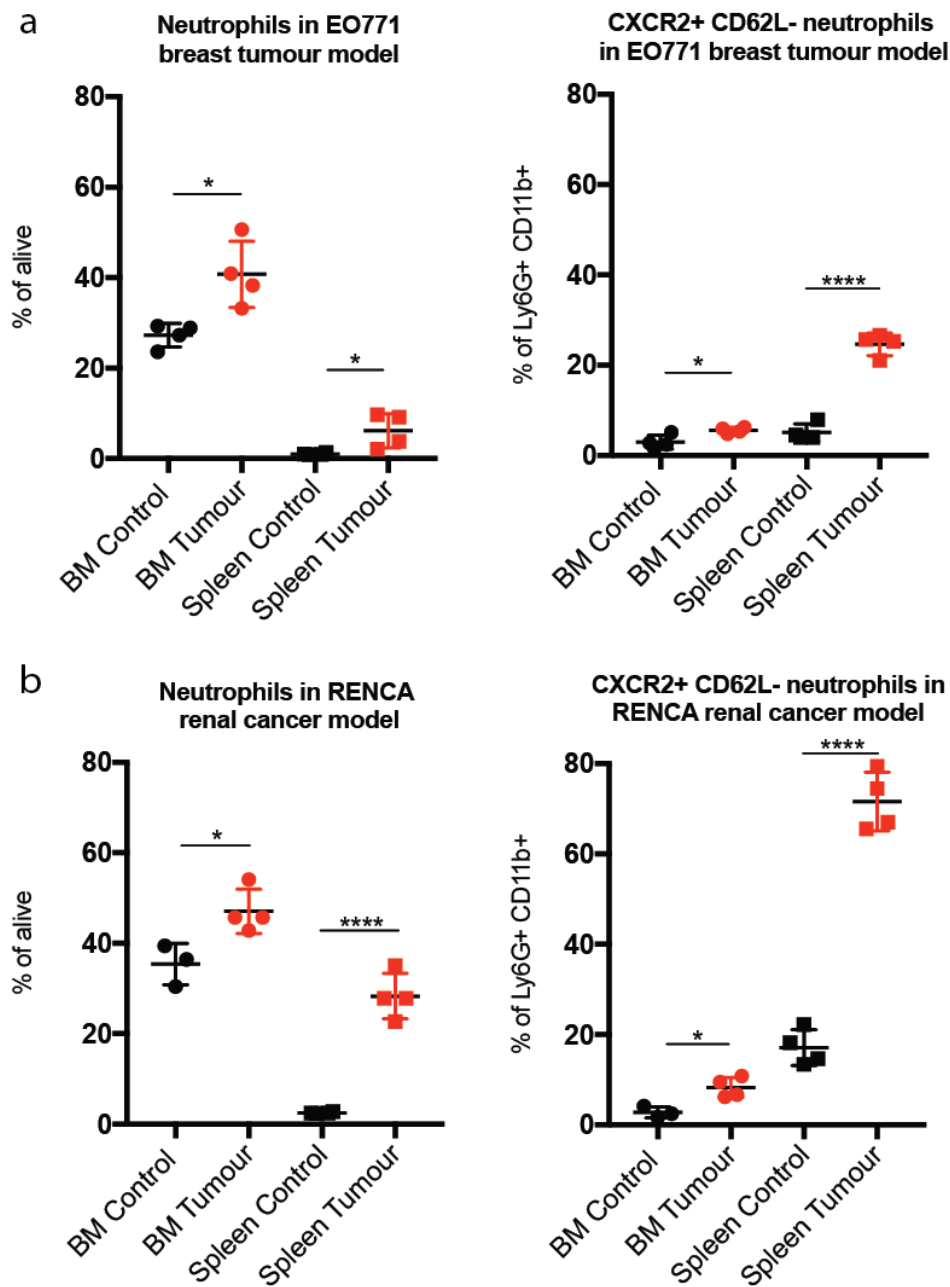 a
Neutrophils in EO771
breast tumour model
% of alive
80
60
40
20
0
*
*
BM Control
BM Tumour
Spleen Control
Spleen Tumour
CXCR2+ CD62L- neutrophils
in EO771 breast tumour model
% of Ly6G+ CD11b+
80
60
40
20
0
*
****
BM Control
BM Tumour
Spleen Control
Spleen Tumour
b
Neutrophils in RENCA
renal cancer model
% of alive
80
60
40
20
0
*
****
BM Control
BM Tumour
Spleen Control
Spleen Tumour
CXCR2+ CD62L- neutrophils in
RENCA renal cancer model
% of Ly6G+ CD11b+
80
60
40
20
0
*
****
BM Control
BM Tumour
Spleen Control
Spleen Tumour